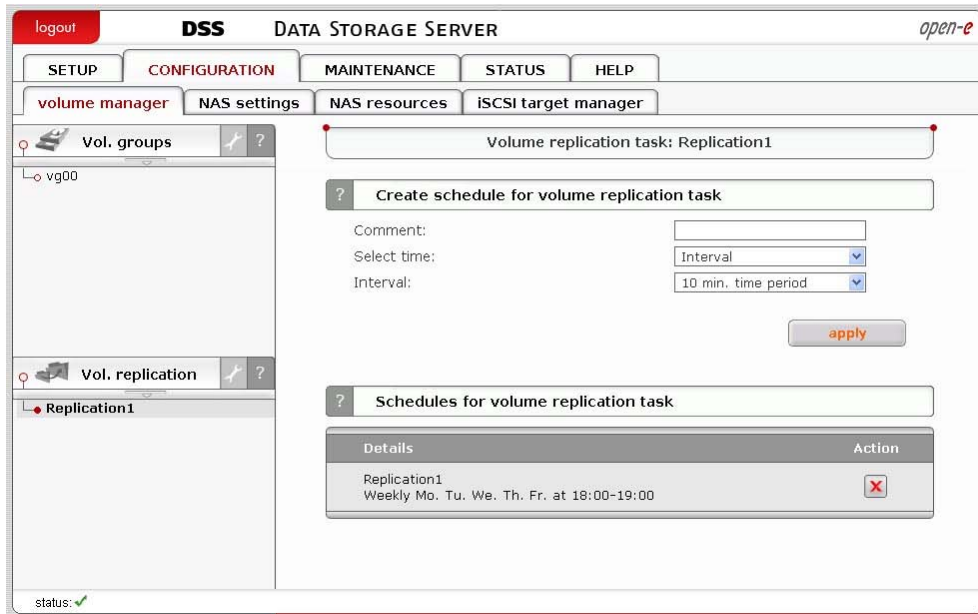 logout
DSS DATA STORAGE SERVER
open-e
SETUP CONFIGURATION MAINTENANCE STATUS HELP
volume manager NAS settings NAS resources iSCSI target manager
Vol. groups ?
vg00
Vol. replication ?
Replication1
Volume replication task: Replication1
? Create schedule for volume replication task
Comment:
Select time: Interval
Interval: 10 min. time period
apply
? Schedules for volume replication task
Details Action
Replication1
Weekly Mo. Tu. We. Th. Fr. at 18:00-19:00
status: